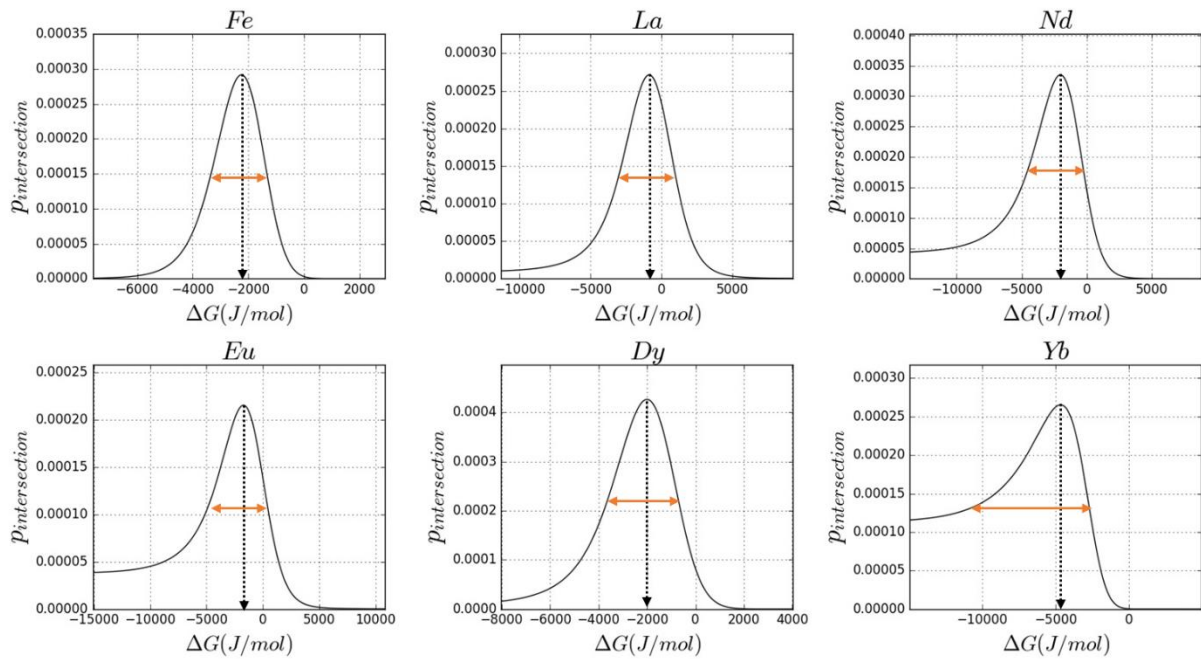 Fe
0.00035
0.00030
0.00025
0.00020
0.00015
0.00010
0.00005
0.00000
p_intersection
−6000 −4000 −2000 0 2000
ΔG(J/mol)
La
0.00030
0.00025
0.00020
0.00015
0.00010
0.00005
0.00000
p_intersection
−10000 −5000 0 5000
ΔG(J/mol)
Nd
0.00040
0.00035
0.00030
0.00025
0.00020
0.00015
0.00010
0.00005
0.00000
p_intersection
−10000 −5000 0 5000
ΔG(J/mol)
Eu
0.00025
0.00020
0.00015
0.00010
0.00005
0.00000
p_intersection
−15000 −10000 −5000 0 5000 10000
ΔG(J/mol)
Dy
0.0004
0.0003
0.0002
0.0001
0.0000
p_intersection
−8000 −6000 −4000 −2000 0 2000 4000
ΔG(J/mol)
Yb
0.00030
0.00025
0.00020
0.00015
0.00010
0.00005
0.00000
p_intersection
−10000 −5000 0
ΔG(J/mol)